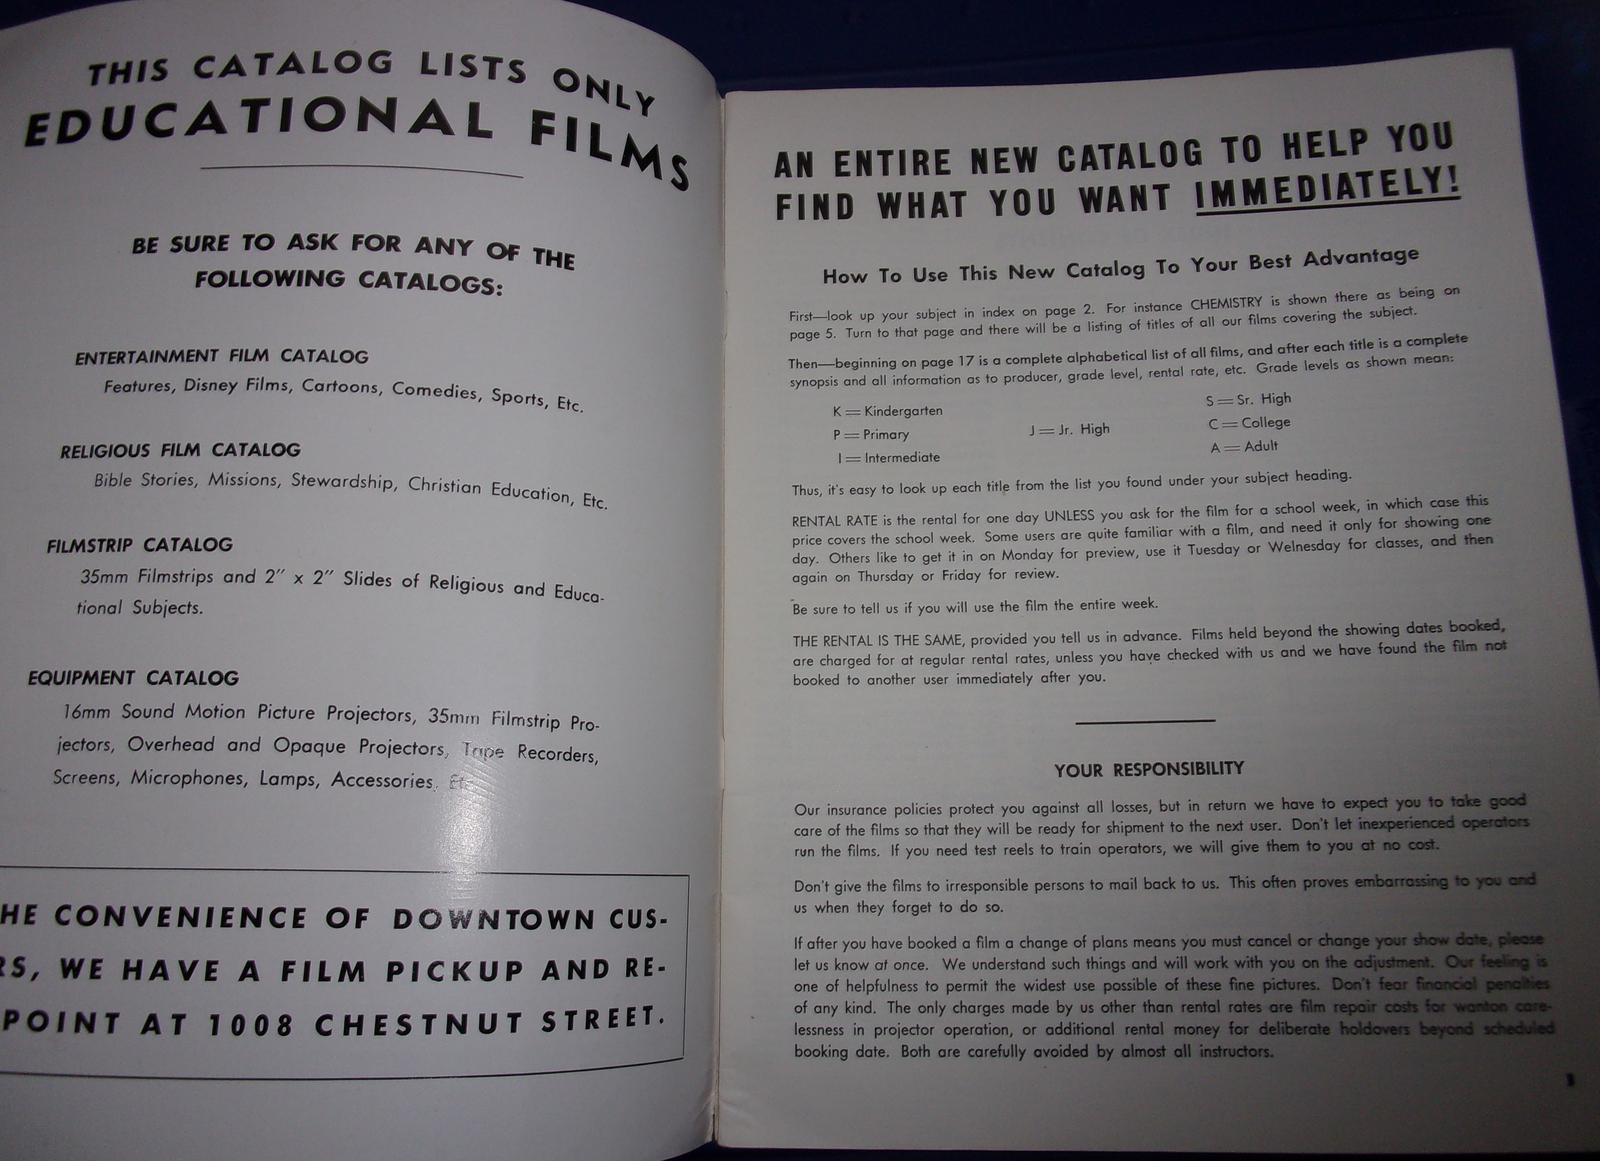 THIS CATALOG LISTS ONLY
EDUCATIONAL FILMS
BE SURE TO ASK FOR ANY OF THE
FOLLOWING CATALOGS:
ENTERTAINMENT FILM CATALOG
Features, Disney Films, Cartoons, Comedies, Sports, Etc.
RELIGIOUS FILM CATALOG
Bible Stories, Missions, Stewardship, Christian Education, Etc.
FILMSTRIP CATALOG
35mm Filmstrips and 2″ x 2″ Slides of Religious and Educa-
tional Subjects.
EQUIPMENT CATALOG
16mm Sound Motion Picture Projectors, 35mm Filmstrip Pro-
jectors, Overhead and Opaque Projectors, Tape Recorders,
Screens, Microphones, Lamps, Accessories, Etc
HE CONVENIENCE OF DOWNTOWN CUS-
RS, WE HAVE A FILM PICKUP AND RE-
POINT AT 1008 CHESTNUT STREET.
AN ENTIRE NEW CATALOG TO HELP YOU
FIND WHAT YOU WANT IMMEDIATELY!
How To Use This New Catalog To Your Best Advantage
First—look up your subject in index on page 2. For instance CHEMISTRY is shown there as being on
page 5. Turn to that page and there will be a listing of titles of all our films covering the subject.
Then—beginning on page 17 is a complete alphabetical list of all films, and after each title is a complete
synopsis and all information as to producer, grade level, rental rate, etc. Grade levels as shown mean:
K = Kindergarten
P = Primary
I = Intermediate
J = Jr. High
S = Sr. High
C = College
A = Adult
Thus, it's easy to look up each title from the list you found under your subject heading.
RENTAL RATE is the rental for one day UNLESS you ask for the film for a school week, in which case this
price covers the school week. Some users are quite familiar with a film, and need it only for showing one
day. Others like to get it in on Monday for preview, use it Tuesday or Welnesday for classes, and then
again on Thursday or Friday for review.
Be sure to tell us if you will use the film the entire week.
THE RENTAL IS THE SAME, provided you tell us in advance. Films held beyond the showing dates booked,
are charged for at regular rental rates, unless you have checked with us and we have found the film not
booked to another user immediately after you.
YOUR RESPONSIBILITY
Our insurance policies protect you against all losses, but in return we have to expect you to take good
care of the films so that they will be ready for shipment to the next user. Don't let inexperienced operators
run the films. If you need test reels to train operators, we will give them to you at no cost.
Don't give the films to irresponsible persons to mail back to us. This often proves embarrassing to you and
us when they forget to do so.
If after you have booked a film a change of plans means you must cancel or change your show date, please
let us know at once. We understand such things and will work with you on the adjustment. Our feeling is
one of helpfulness to permit the widest use possible of these fine pictures. Don't fear financial penalties
of any kind. The only charges made by us other than rental rates are film repair costs for wanton care-
lessness in projector operation, or additional rental money for deliberate holdovers beyond scheduled
booking date. Both are carefully avoided by almost all instructors.